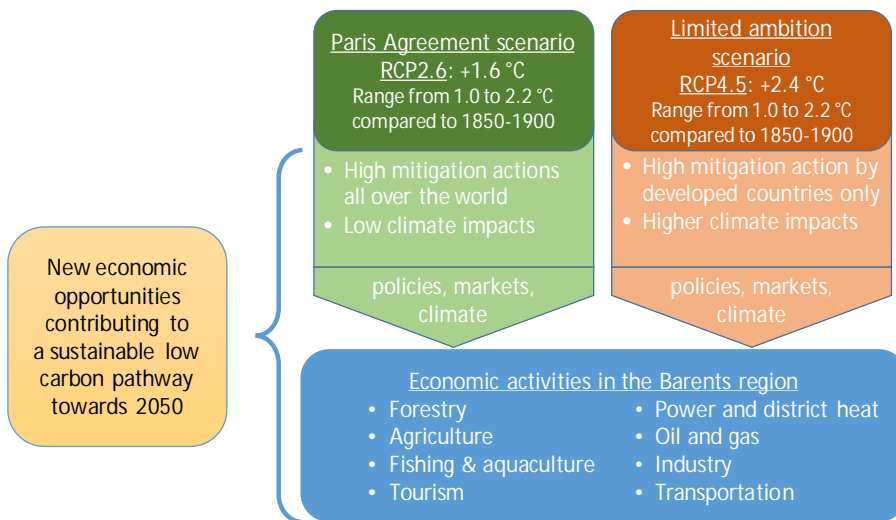 Paris Agreement scenario
RCP2.6: +1.6 °C
Range from 1.0 to 2.2 °C
compared to 1850-1900
• High mitigation actions
all over the world
• Low climate impacts
policies, markets,
climate
Limited ambition
scenario
RCP4.5: +2.4 °C
Range from 1.0 to 2.2 °C
compared to 1850-1900
• High mitigation action by
developed countries only
• Higher climate impacts
policies, markets,
climate
New economic
opportunities
contributing to
a sustainable low
carbon pathway
towards 2050
Economic activities in the Barents region
• Forestry
• Agriculture
• Fishing & aquaculture
• Tourism
• Power and district heat
• Oil and gas
• Industry
• Transportation